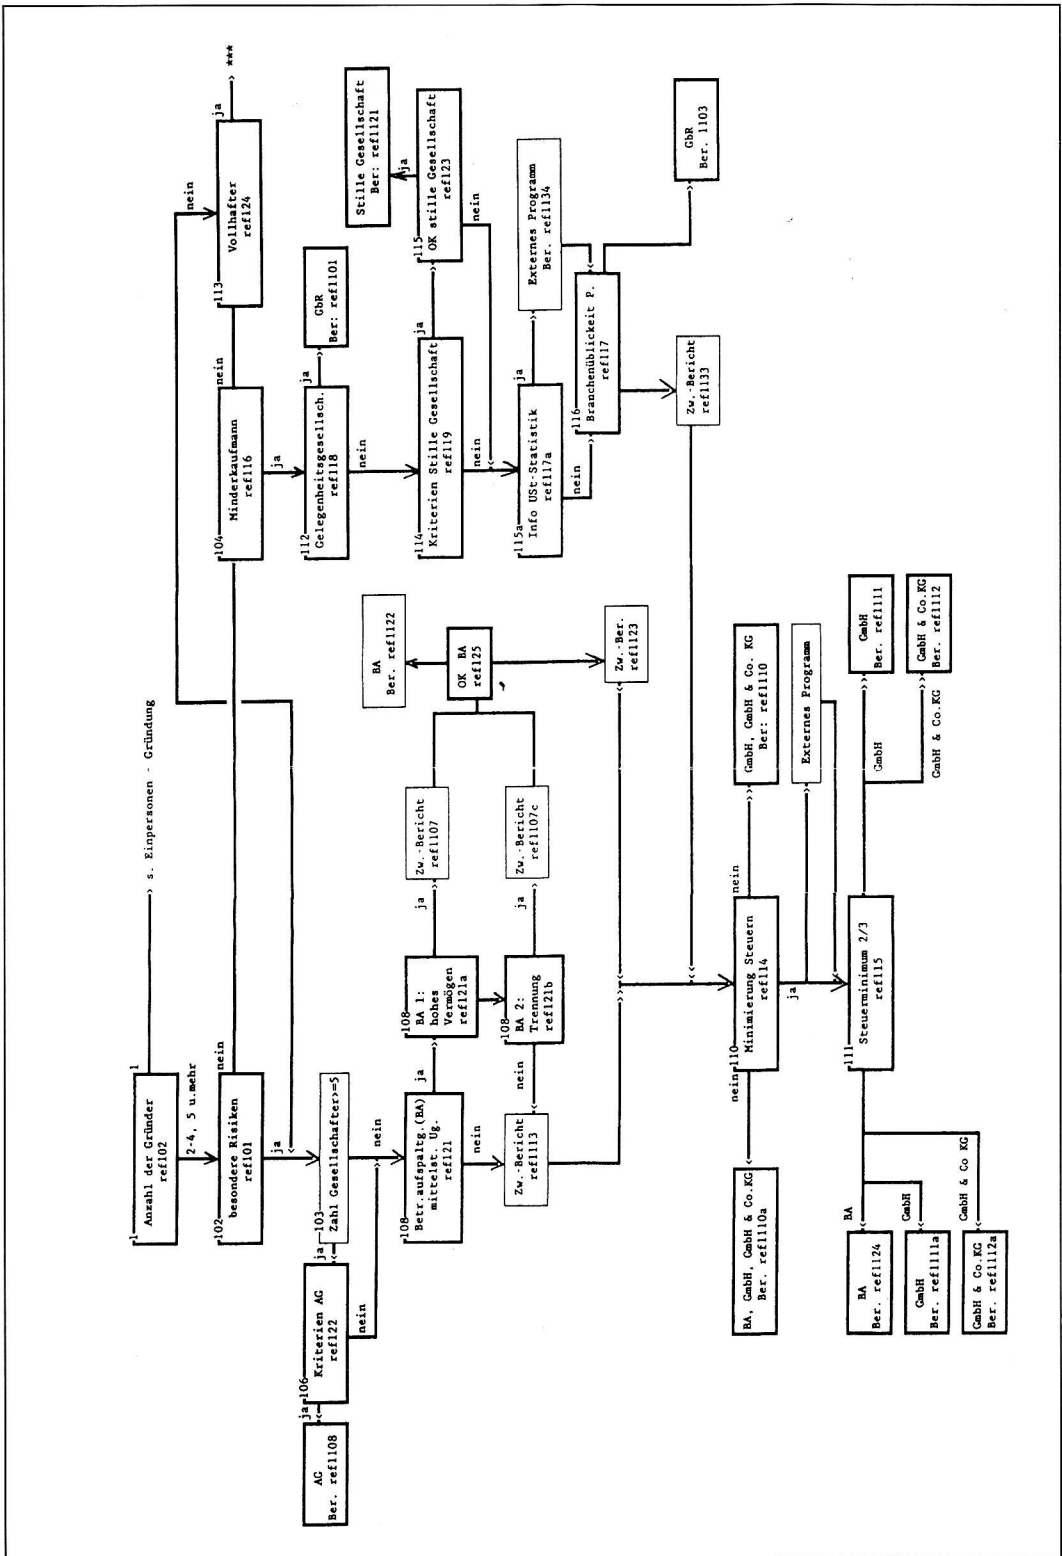 1
Anzahl der Gründer
ref102
1
> s. Einpersonen - Gründung
2-4, 5 u.mehr
102
besondere Risiken
ref101
nein
ja
104
Minderkaufmann
ref116
nein
ja
113
Vollhafter
ref124
nein
ja
> ***
103
Zahl Gesellschafter>=5
ja
nein
106
Kriterien AG
ref122
ja
nein
AG
Ber. ref1108
112
Gelegenheitsgesellsch.
ref118
ja
nein
GbR
Ber: ref1101
Stille Gesellschaft
Ber: ref1121
ja
114
Kriterien Stille Gesellschaft
ref119
ja
nein
115
OK stille Gesellschaft
ref123
nein
108
Betr.aufspaltg.(BA)
mittelst. Ug.
ref121
ja
nein
108
BA 1:
hohes
Vermögen
ref121a
ja
Zw.-Bericht
ref1107
BA
Ber. ref1122
OK BA
ref125
108
BA 2:
Trennung
ref121b
ja
nein
Zw.-Bericht
ref1107c
Zw.-Bericht
ref1113
Zw.-Ber.
ref1123
115a
Info USt-Statistik
ref117a
ja
nein
Externes Programm
Ber. ref1134
116
Branchenüblickeit P.
ref117
GbR
Ber. 1103
Zw.-Bericht
ref1133
110
Minimierung Steuern
ref114
nein
nein
ja
BA, GmbH, GmbH & Co.KG
Ber. ref1110a
GmbH, GmbH & Co. KG
Ber: ref1110
Externes Programm
111
Steuerminimum 2/3
ref115
BA
BA
Ber. ref1124
GmbH
GmbH
Ber. ref1111a
GmbH & Co KG
GmbH & Co.KG
Ber. ref1112a
GmbH
GmbH
Ber. ref1111
GmbH & Co.KG
GmbH & Co.KG
Ber. ref1112